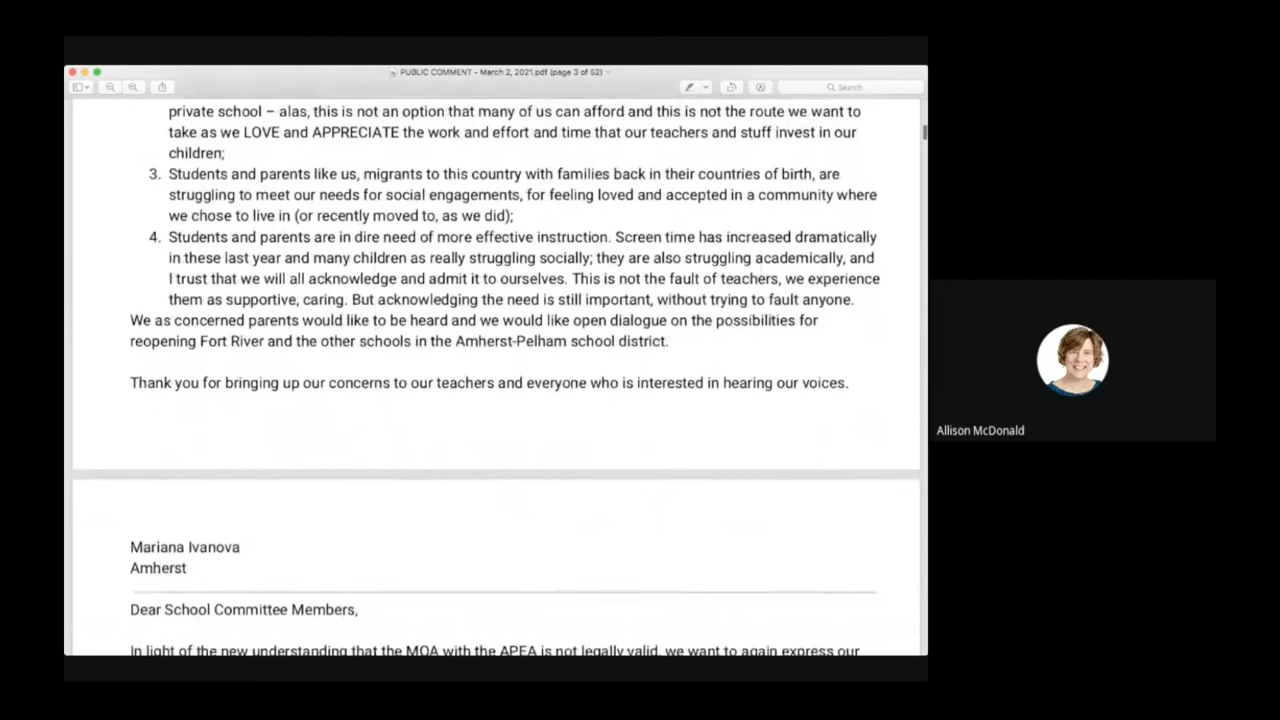 PUBLIC COMMENT - March 2, 2021.pdf (page 3 of 52)
Search
private school – alas, this is not an option that many of us can afford and this is not the route we want to
take as we LOVE and APPRECIATE the work and effort and time that our teachers and stuff invest in our
children;
3. Students and parents like us, migrants to this country with families back in their countries of birth, are
struggling to meet our needs for social engagements, for feeling loved and accepted in a community where
we chose to live in (or recently moved to, as we did);
4. Students and parents are in dire need of more effective instruction. Screen time has increased dramatically
in these last year and many children as really struggling socially; they are also struggling academically, and
I trust that we will all acknowledge and admit it to ourselves. This is not the fault of teachers, we experience
them as supportive, caring. But acknowledging the need is still important, without trying to fault anyone.
We as concerned parents would like to be heard and we would like open dialogue on the possibilities for
reopening Fort River and the other schools in the Amherst-Pelham school district.
Thank you for bringing up our concerns to our teachers and everyone who is interested in hearing our voices.
Mariana Ivanova
Amherst
Dear School Committee Members,
In light of the new understanding that the MOA with the APEA is not legally valid, we want to again express our
Allison McDonald